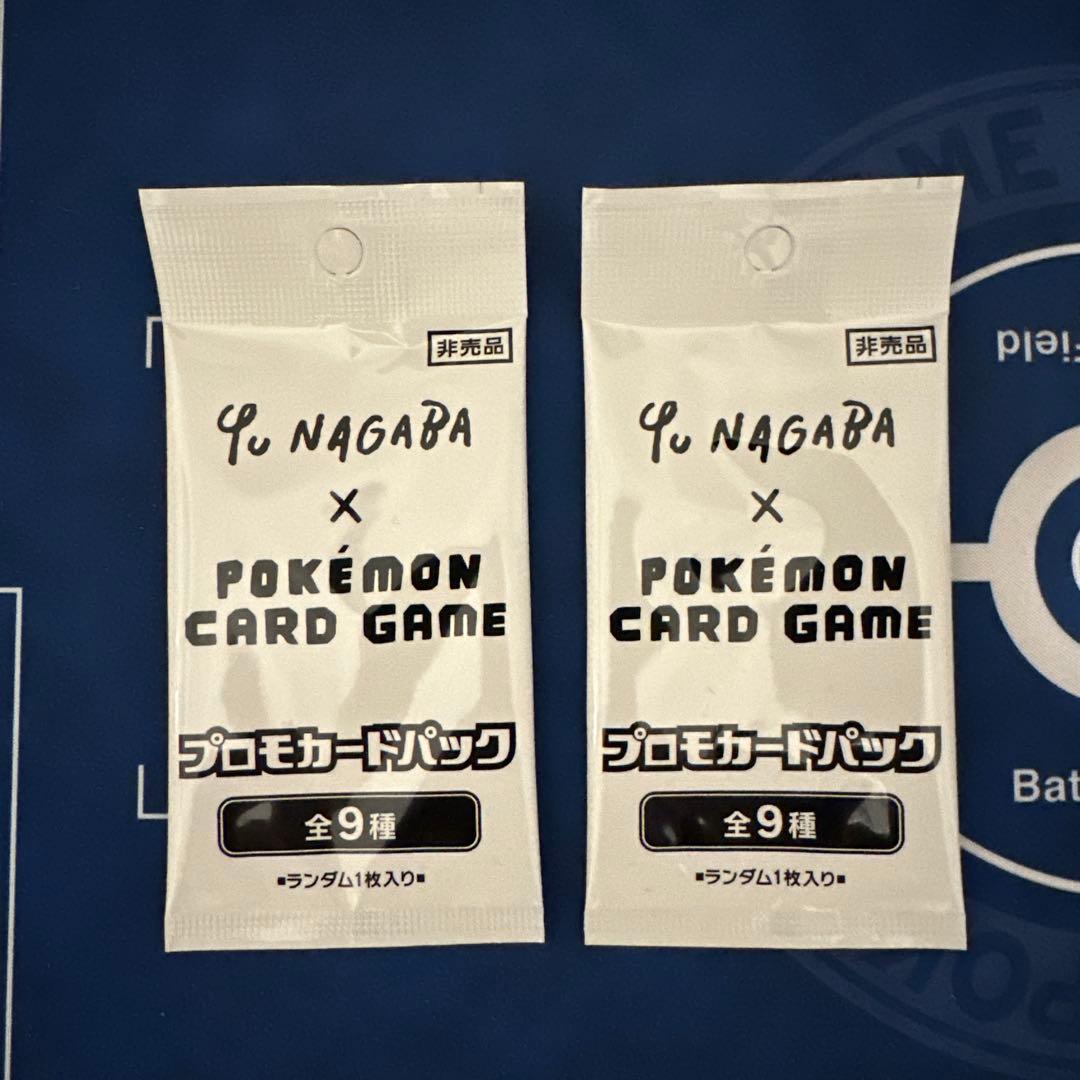 非売品
Yu NAGABA
×
POKÉMON
CARD GAME
プロモカードパック
全9種
■ランダム1枚入り■
非売品
Yu NAGABA
×
POKÉMON
CARD GAME
プロモカードパック
全9種
■ランダム1枚入り■